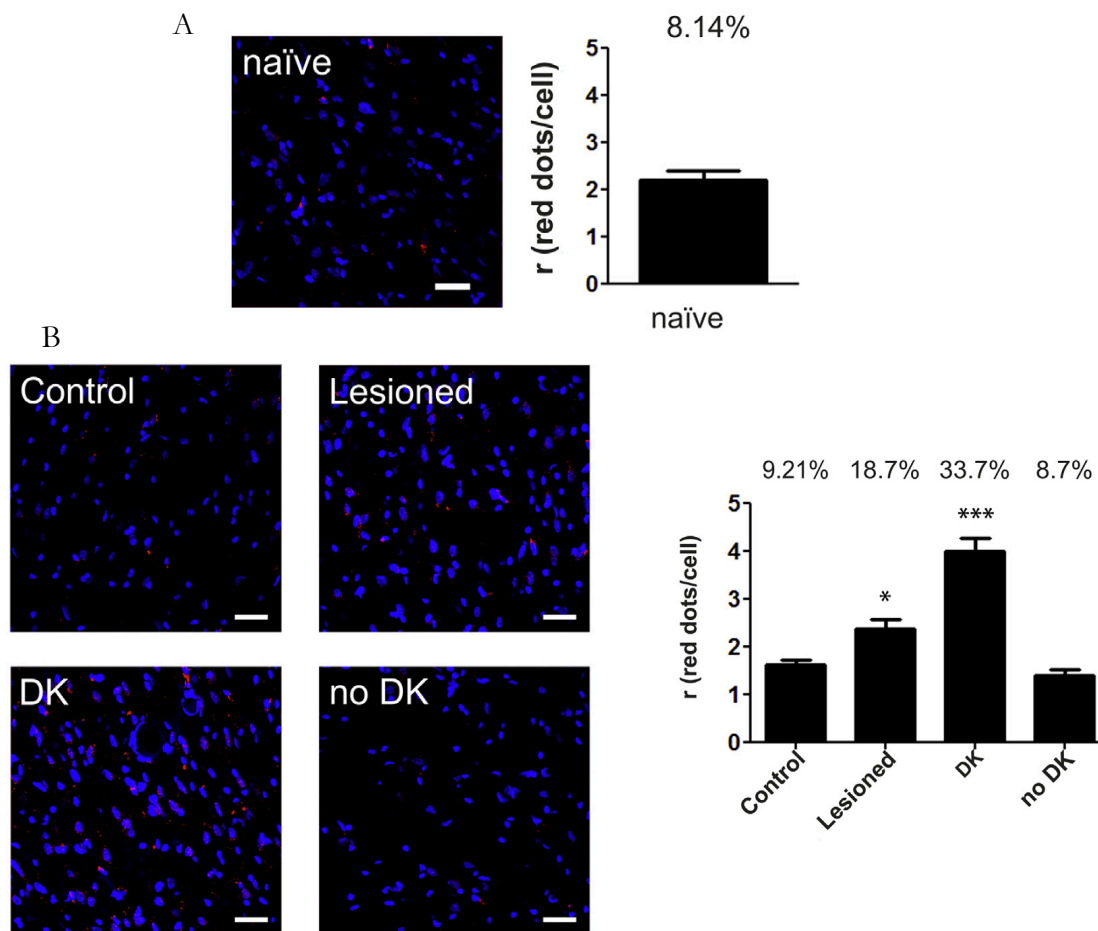 A
naïve
8.14%
r (red dots/cell)
5
4
3
2
1
0
naïve
B
Control
Lesioned
DK
no DK
9.21% 18.7% 33.7% 8.7%
r (red dots/cell)
5
4
3
2
1
0
*
***
Control
Lesioned
DK
no DK